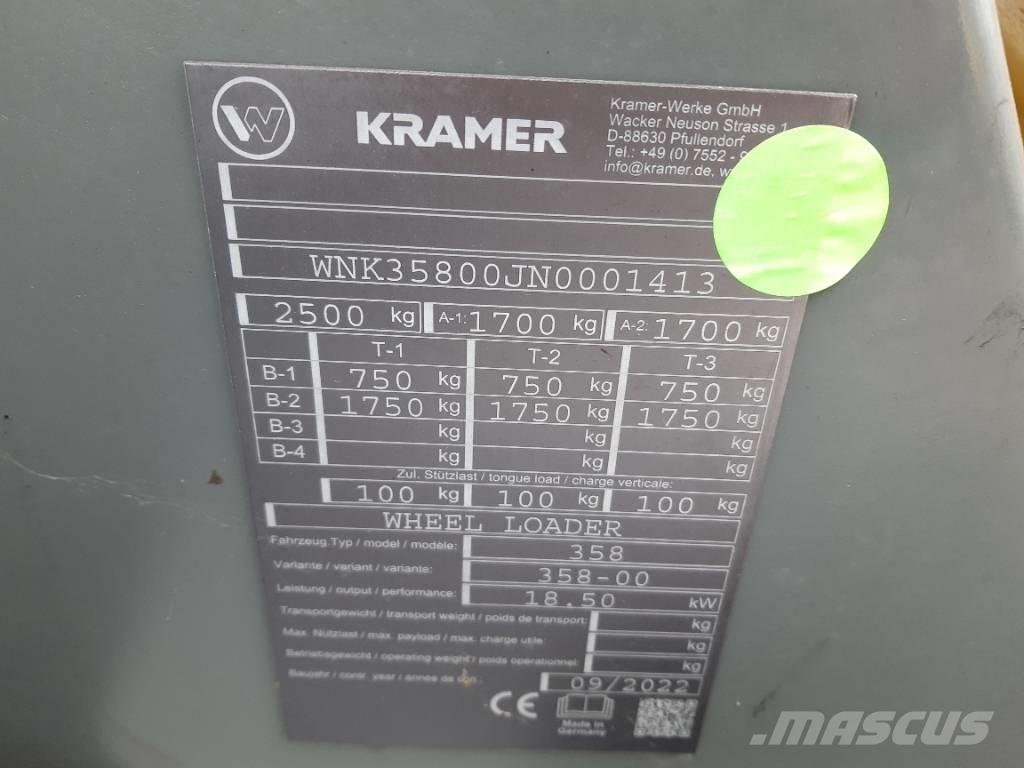 KRAMER
Kramer-Werke GmbH
Wacker Neuson Strasse 1
D-88630 Pfullendorf
Tel.: +49 (0) 7552 -
info@kramer.de,
WNK35800JN0001413
2500 kg A-1: 1700 kg A-2: 1700 kg
T-1 T-2 T-3
B-1 750 kg 750 kg 750 kg
B-2 1750 kg 1750 kg 1750 kg
B-3 kg kg kg
B-4 kg kg kg
Zul. Stützlast / tongue load / charge verticale:
100 kg 100 kg 100 kg
WHEEL LOADER
Fahrzeug.Typ / model / modèle: 358
Variante / variant / variante: 358-00
Leistung / output / performance: 18.50 kW
Transportgewicht / transport weight / poids de transport: kg
Max. Nutzlast / max. payload / max. charge utile: kg
Betriebsgewicht / operating weight / poids operationnel: kg
Baujahr / contr. year / année de con.: 09/2022
CE
Made in
Germany
MASCUS